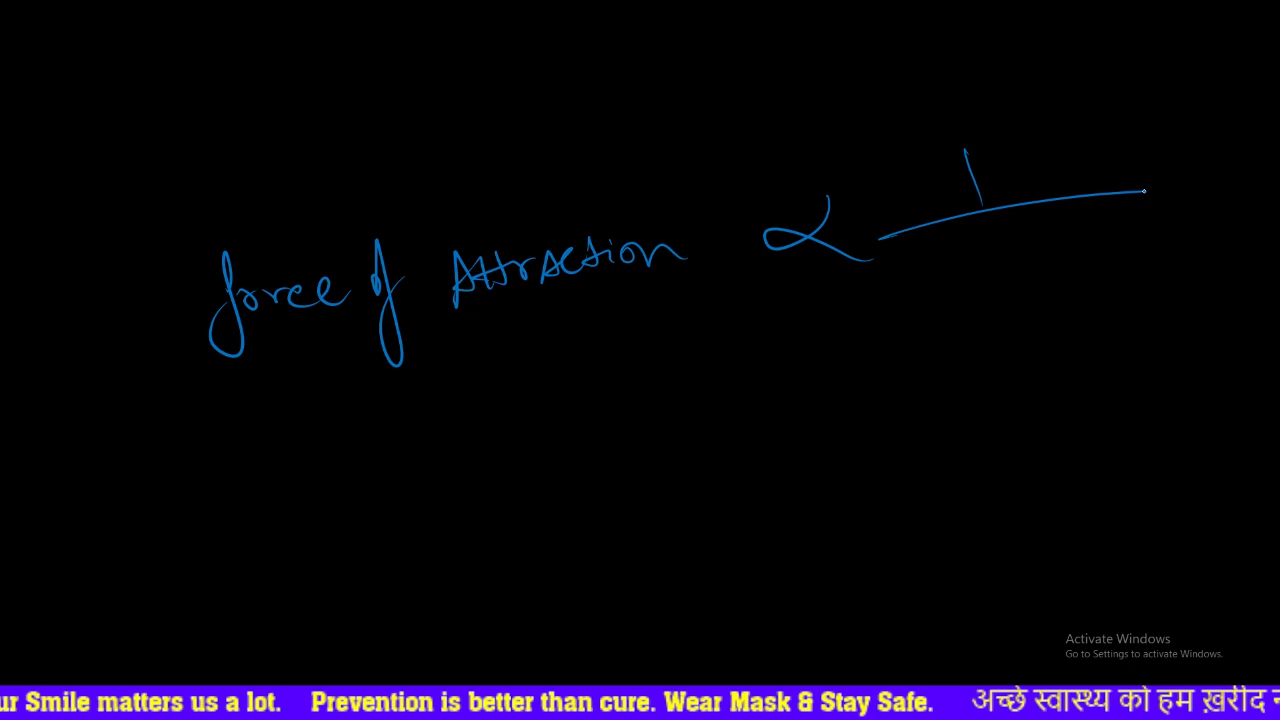 force of Attraction ∝ 1
Activate Windows
Go to Settings to activate Windows.
ur Smile matters us a lot. Prevention is better than cure. Wear Mask & Stay Safe. अच्छे स्वास्थ्य को हम ख़रीद